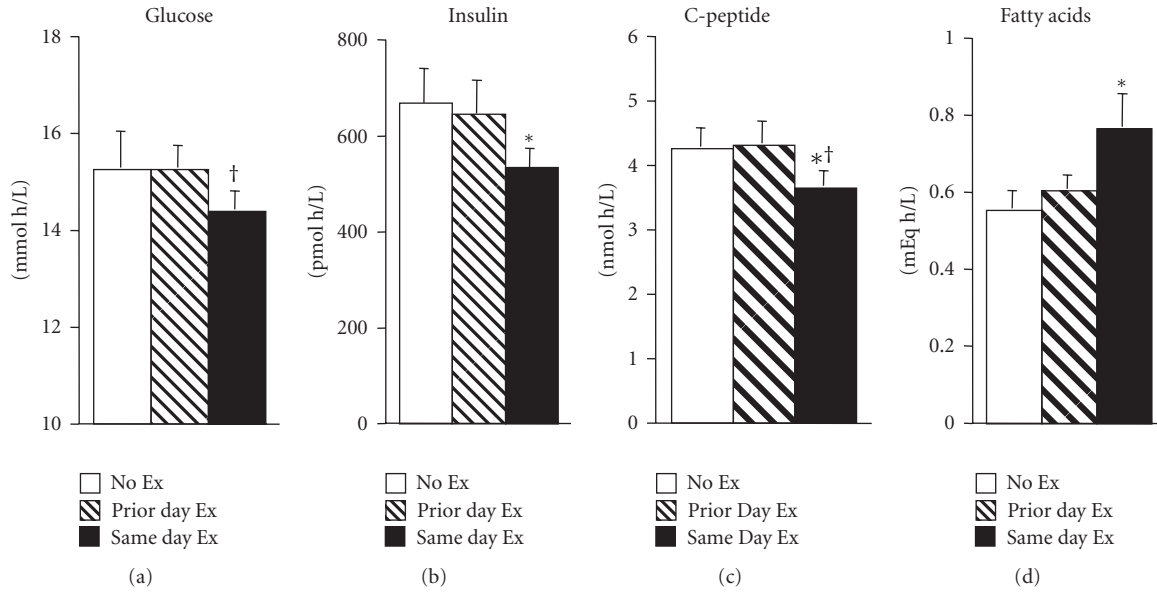 Glucose
18
16
14
12
10
(mmol h/L)
†
No Ex
Prior day Ex
Same day Ex
(a)
Insulin
800
600
400
200
0
(pmol h/L)
*
No Ex
Prior day Ex
Same day Ex
(b)
C-peptide
6
5
4
3
2
1
0
(nmol h/L)
*†
No Ex
Prior Day Ex
Same Day Ex
(c)
Fatty acids
1
0.8
0.6
0.4
0.2
0
(mEq h/L)
*
No Ex
Prior day Ex
Same day Ex
(d)